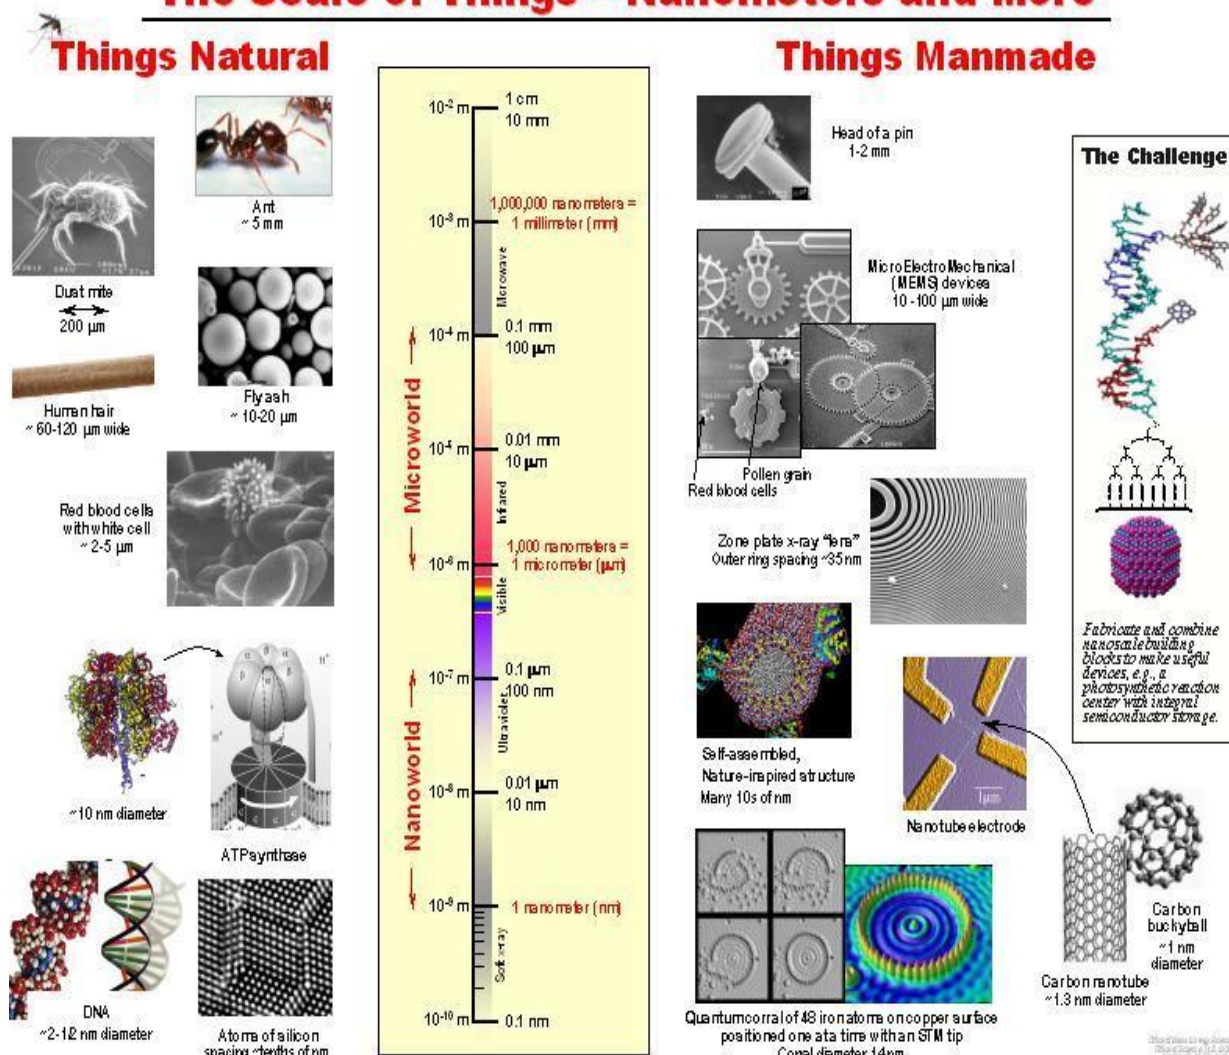 The Scale of Things – Nanometers and More
Things Natural
Things Manmade
Ant
~ 5 mm
Dust mite
200 µm
Human hair
~ 60-120 µm wide
Fly ash
~ 10-20 µm
Red blood cells
with white cell
~ 2-5 µm
~10 nm diameter
ATP synthase
DNA
~2-1/2 nm diameter
Atoms of silicon
spacing ~tenths of nm
10-2 m
1 cm
10 mm
1,000,000 nanometers =
10-3 m
1 millimeter (mm)
Microwave
0.1 mm
10-4 m
100 µm
Microworld
0.01 mm
10-5 m
10 µm
Infrared
1,000 nanometers =
10-6 m
1 micrometer (µm)
Visible
0.1 µm
10-7 m
100 nm
Ultraviolet
Nanoworld
0.01 µm
10-8 m
10 nm
10-9 m
1 nanometer (nm)
Soft x-ray
10-10 m
0.1 nm
Head of a pin
1-2 mm
MicroElectroMechanical
(MEMS) devices
10 -100 µm wide
Pollen grain
Red blood cells
Zone plate x-ray "lens"
Outer ring spacing ~35 nm
Self-assembled,
Nature-inspired structure
Many 10s of nm
1µm
Nanotube electrode
Quantum corral of 48 iron atoms on copper surface
positioned one at a time with an STM tip
Corral diameter 14 nm
Carbon nanotube
~1.3 nm diameter
Carbon
buckyball
~1 nm
diameter
The Challenge
Fabricate and combine
nanoscale building
blocks to make useful
devices, e.g., a
photosynthetic reaction
center with integral
semiconductor storage.